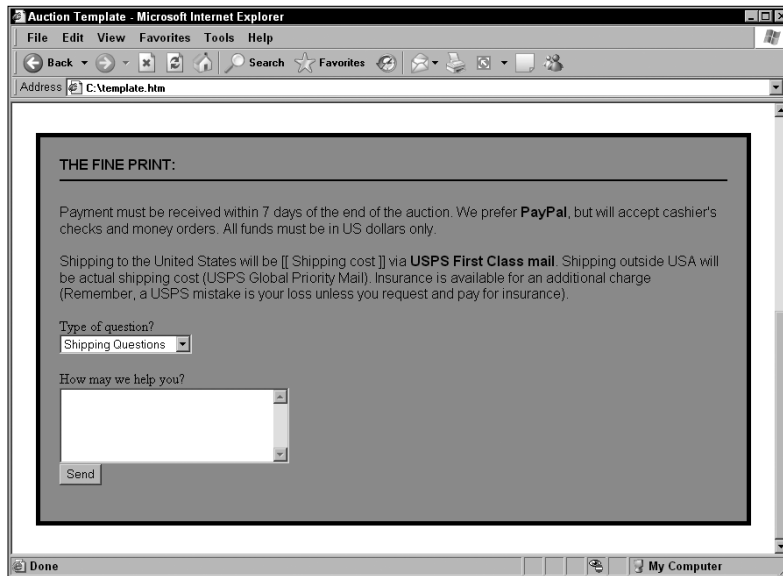 Auction Template - Microsoft Internet Explorer
File Edit View Favorites Tools Help
Back Search Favorites
Address C:\template.htm
THE FINE PRINT:
Payment must be received within 7 days of the end of the auction. We prefer PayPal, but will accept cashier's
checks and money orders. All funds must be in US dollars only.
Shipping to the United States will be [[ Shipping cost ]] via USPS First Class mail. Shipping outside USA will
be actual shipping cost (USPS Global Priority Mail). Insurance is available for an additional charge
(Remember, a USPS mistake is your loss unless you request and pay for insurance).
Type of question?
Shipping Questions
How may we help you?
Send
Done My Computer